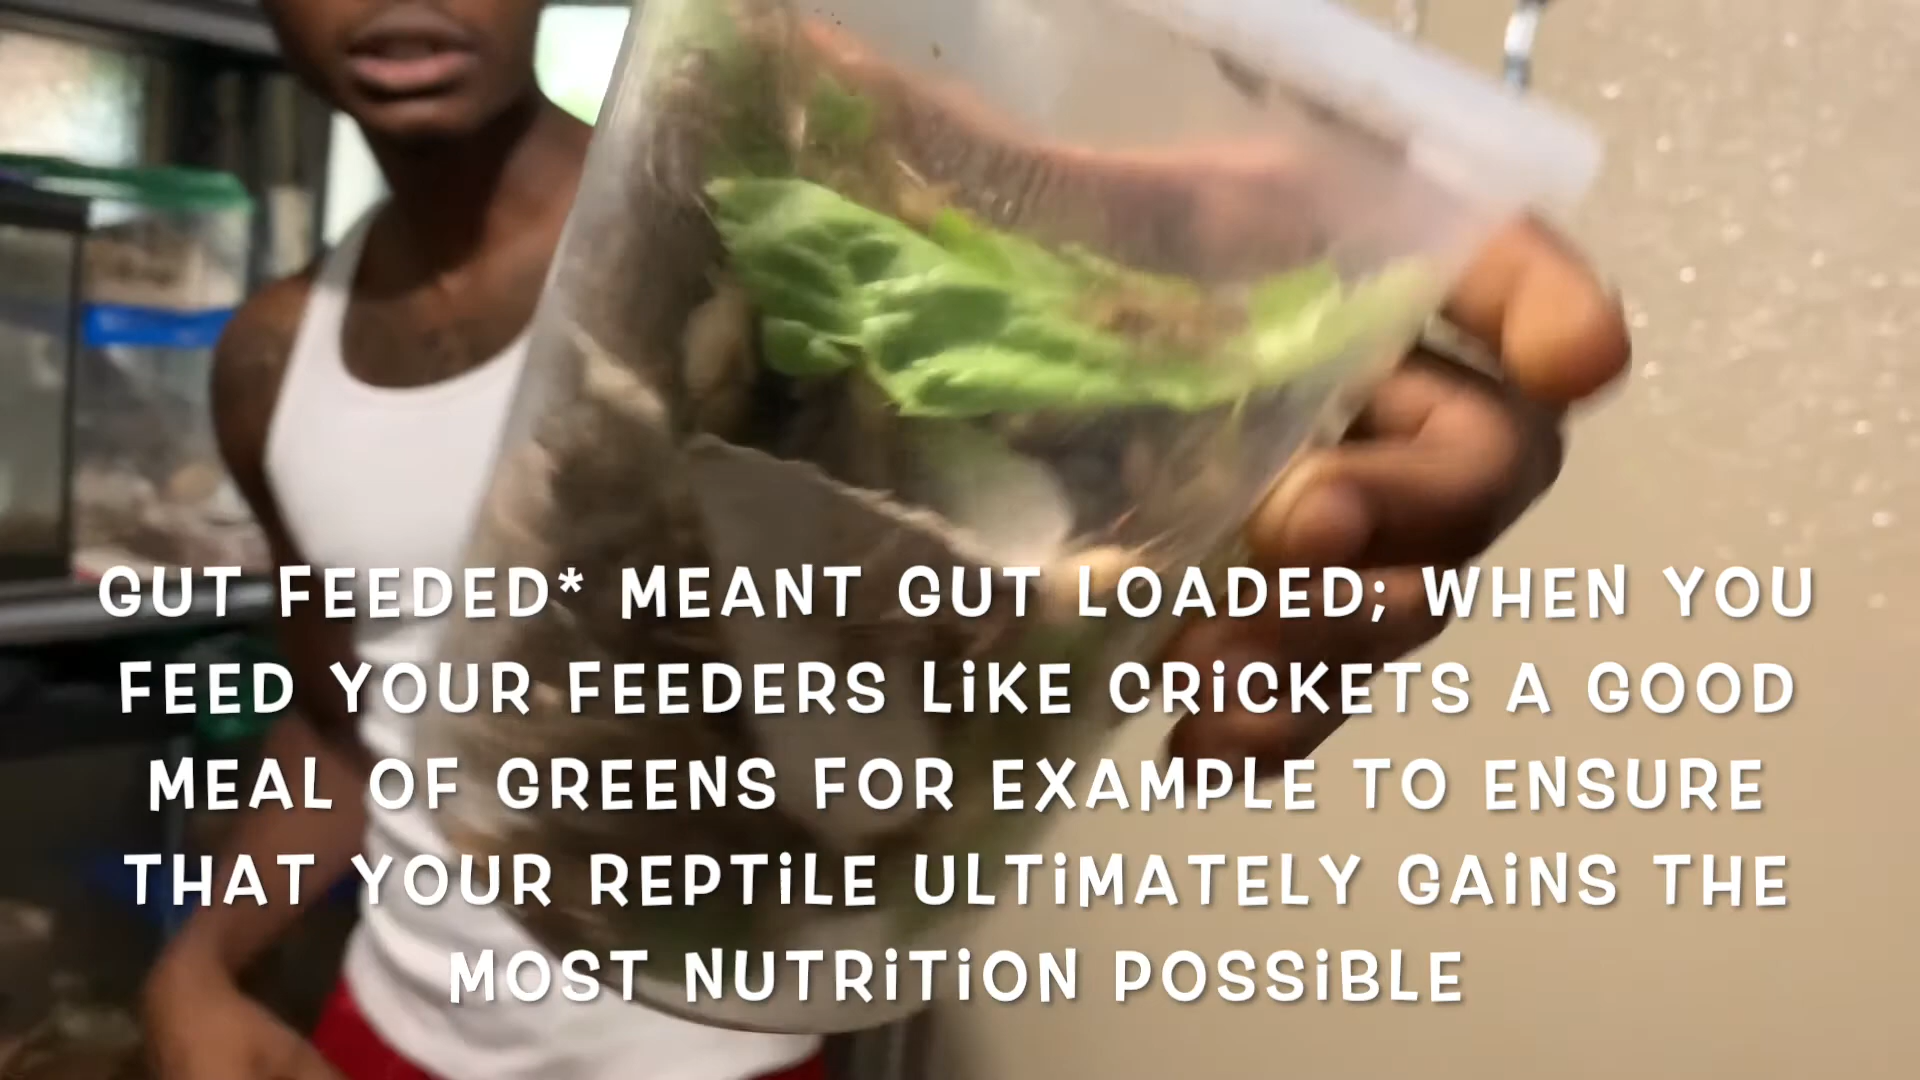 GUT FEEDED* MEANT GUT LOADED; WHEN YOU
FEED YOUR FEEDERS LiKE CRiCKETS A GOOD
MEAL OF GREENS FOR EXAMPLE TO ENSURE
THAT YOUR REPTiLE ULTiMATELY GAiNS THE
MOST NUTRiTiON POSSiBLE